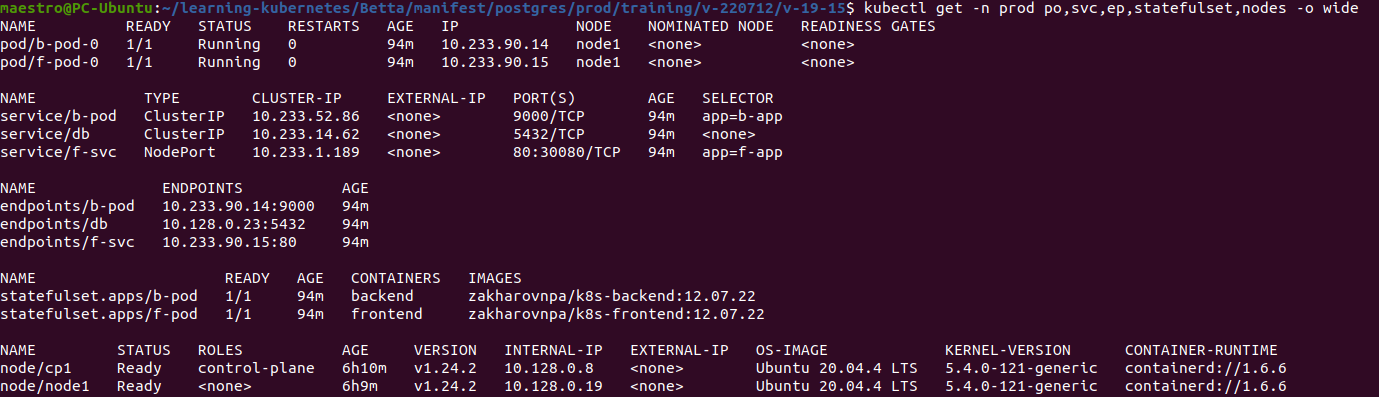 maestro@PC-Ubuntu:~/learning-kubernetes/Betta/manifest/postgres/prod/training/v-220712/v-19-15$ kubectl get -n prod po,svc,ep,statefulset,nodes -o wide
NAME READY STATUS RESTARTS AGE IP NODE NOMINATED NODE READINESS GATES
pod/b-pod-0 1/1 Running 0 94m 10.233.90.14 node1 <none> <none>
pod/f-pod-0 1/1 Running 0 94m 10.233.90.15 node1 <none> <none>
NAME TYPE CLUSTER-IP EXTERNAL-IP PORT(S) AGE SELECTOR
service/b-pod ClusterIP 10.233.52.86 <none> 9000/TCP 94m app=b-app
service/db ClusterIP 10.233.14.62 <none> 5432/TCP 94m <none>
service/f-svc NodePort 10.233.1.189 <none> 80:30080/TCP 94m app=f-app
NAME ENDPOINTS AGE
endpoints/b-pod 10.233.90.14:9000 94m
endpoints/db 10.128.0.23:5432 94m
endpoints/f-svc 10.233.90.15:80 94m
NAME READY AGE CONTAINERS IMAGES
statefulset.apps/b-pod 1/1 94m backend zakharovnpa/k8s-backend:12.07.22
statefulset.apps/f-pod 1/1 94m frontend zakharovnpa/k8s-frontend:12.07.22
NAME STATUS ROLES AGE VERSION INTERNAL-IP EXTERNAL-IP OS-IMAGE KERNEL-VERSION CONTAINER-RUNTIME
node/cp1 Ready control-plane 6h10m v1.24.2 10.128.0.8 <none> Ubuntu 20.04.4 LTS 5.4.0-121-generic containerd://1.6.6
node/node1 Ready <none> 6h9m v1.24.2 10.128.0.19 <none> Ubuntu 20.04.4 LTS 5.4.0-121-generic containerd://1.6.6